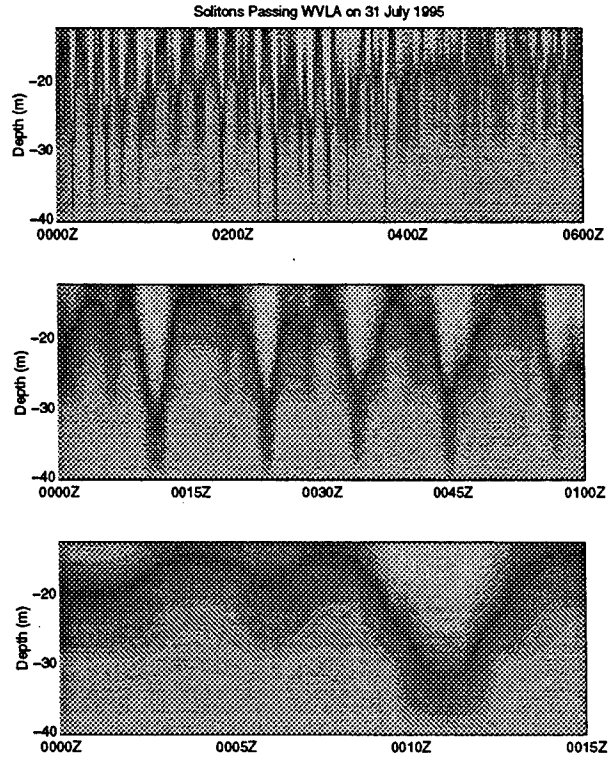 Solitons Passing WVLA on 31 July 1995
Depth (m)
-20
-30
-40
0000Z 0200Z 0400Z 0600Z
Depth (m)
-20
-30
-40
0000Z 0015Z 0030Z 0045Z 0100Z
Depth (m)
-20
-30
-40
0000Z 0005Z 0010Z 0015Z